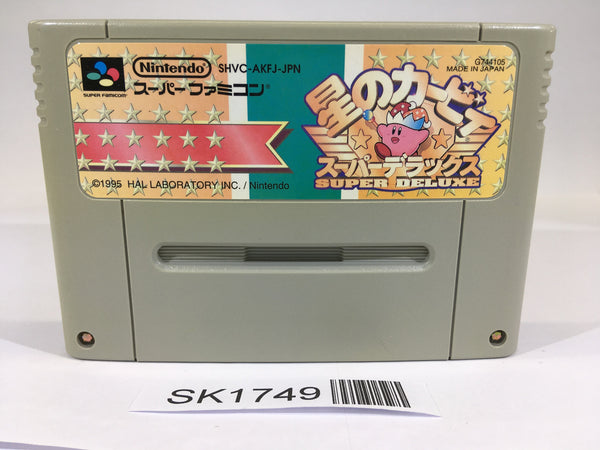 Nintendo
SHVC-AKFJ-JPN
スーパーファミコン®
SUPER FAMICOM
G744105
MADE IN JAPAN
星のカービィ
スーパーデラックス
SUPER DELUXE
©1995 HAL LABORATORY INC. / Nintendo
SK1749